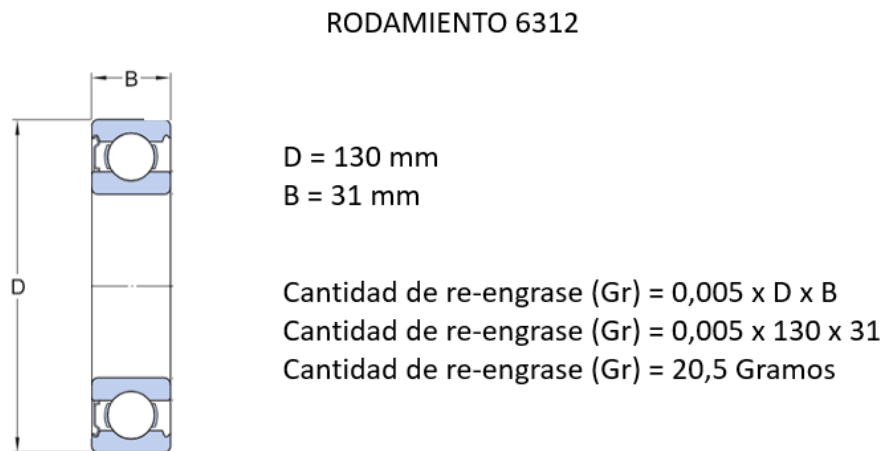 RODAMIENTO 6312
B
D
D = 130 mm
B = 31 mm
Cantidad de re-engrase (Gr) = 0,005 x D x B
Cantidad de re-engrase (Gr) = 0,005 x 130 x 31
Cantidad de re-engrase (Gr) = 20,5 Gramos